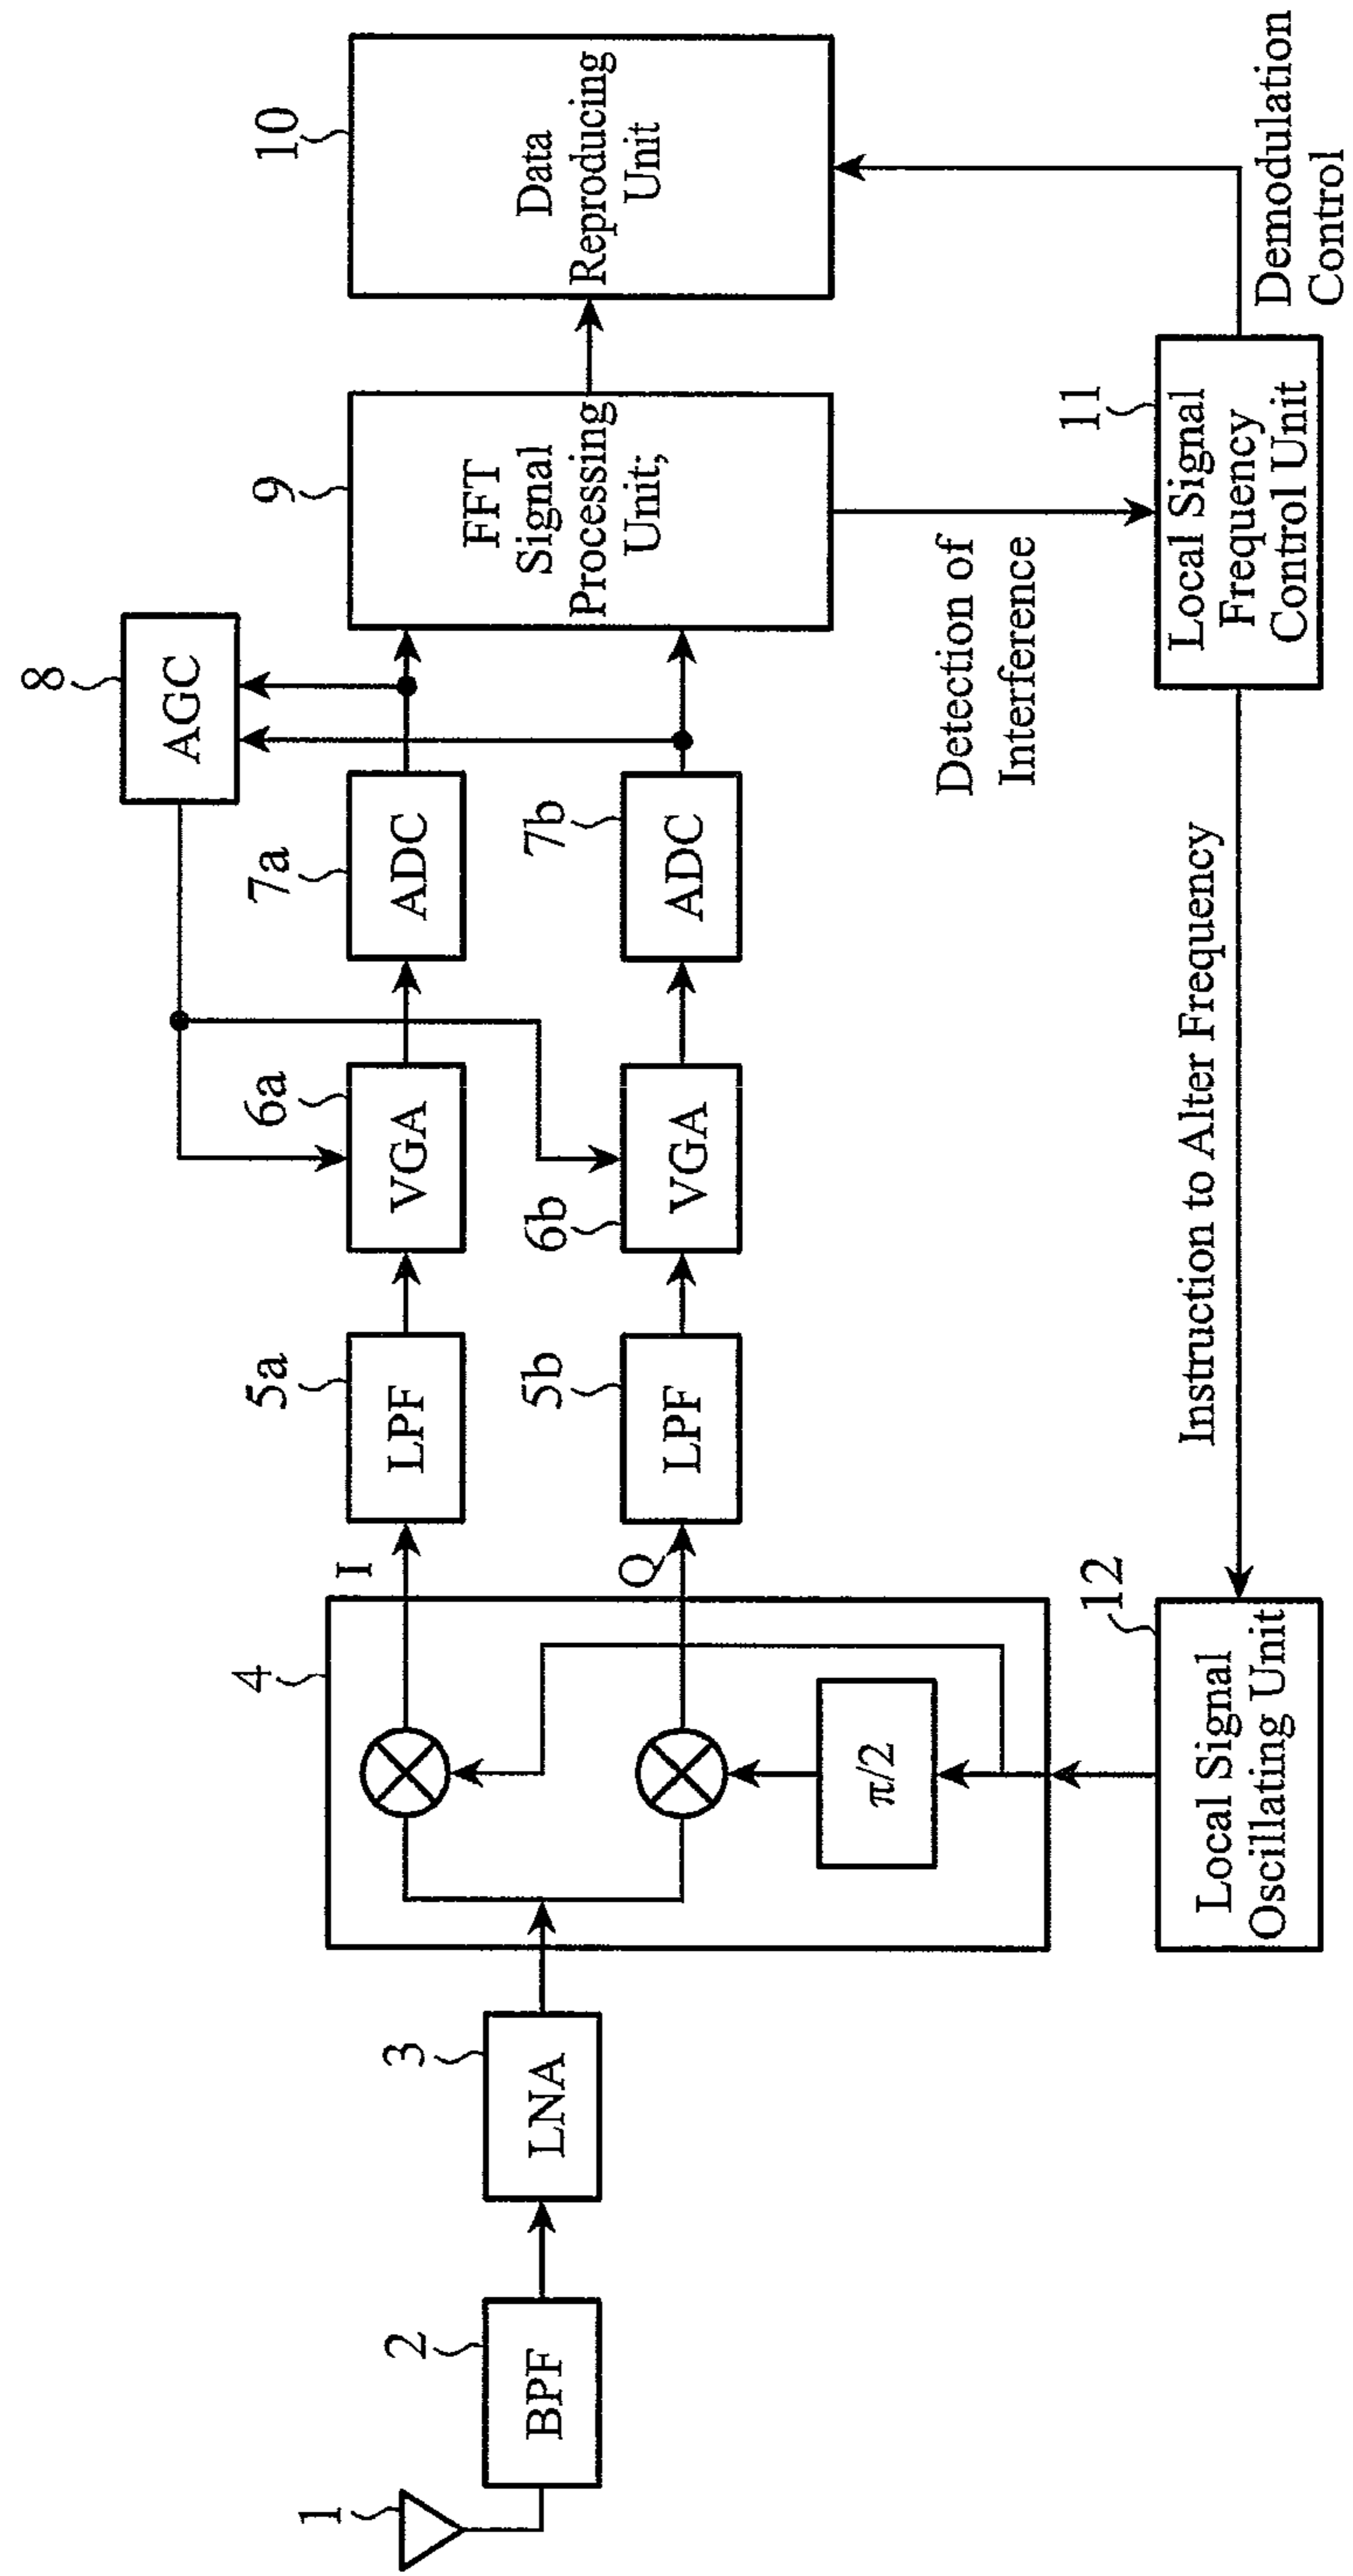 1
2
BPF
3
LNA
4
π/2
I
Q
5a
LPF
5b
LPF
6a
VGA
6b
VGA
7a
ADC
7b
ADC
8
AGC
9
FFT
Signal
Processing
Unit;
10
Data
Reproducing
Unit
Detection of
Interference
11
Local Signal
Frequency
Control Unit
Demodulation
Control
Instruction to Alter Frequency
12
Local Signal
Oscillating Unit